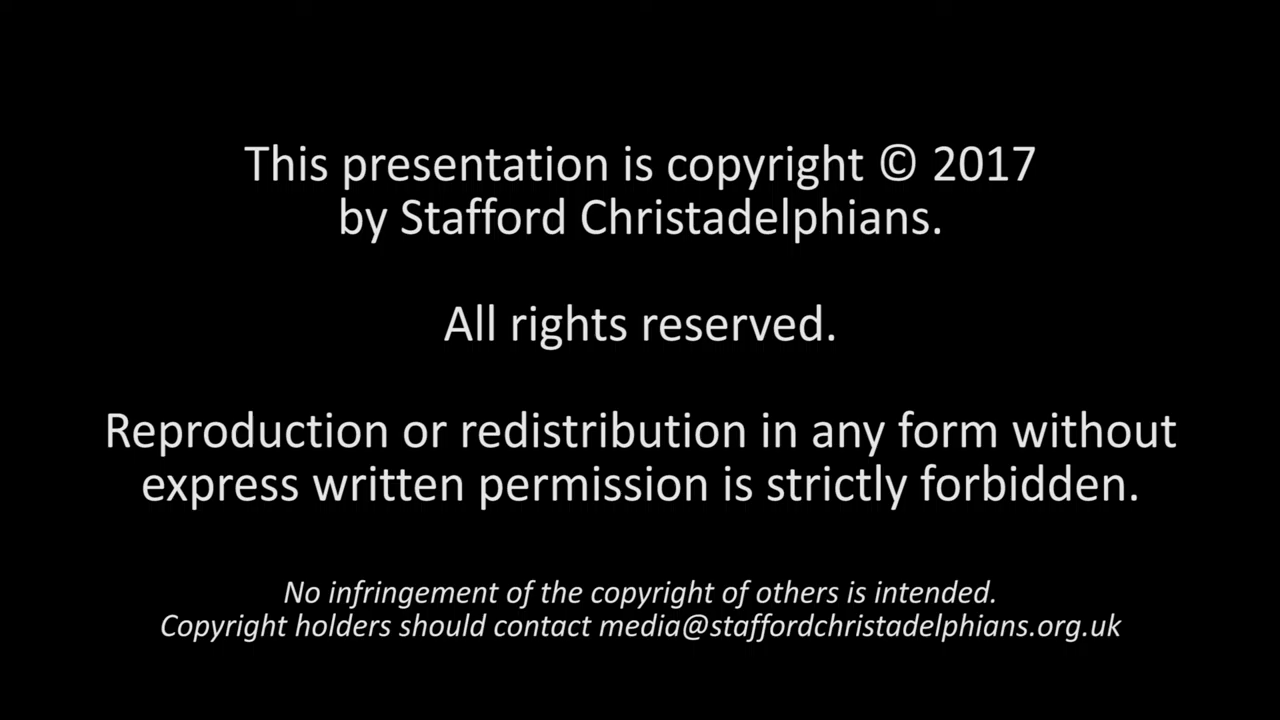 This presentation is copyright © 2017
by Stafford Christadelphians.
All rights reserved.
Reproduction or redistribution in any form without
express written permission is strictly forbidden.
No infringement of the copyright of others is intended.
Copyright holders should contact media@staffordchristadelphians.org.uk